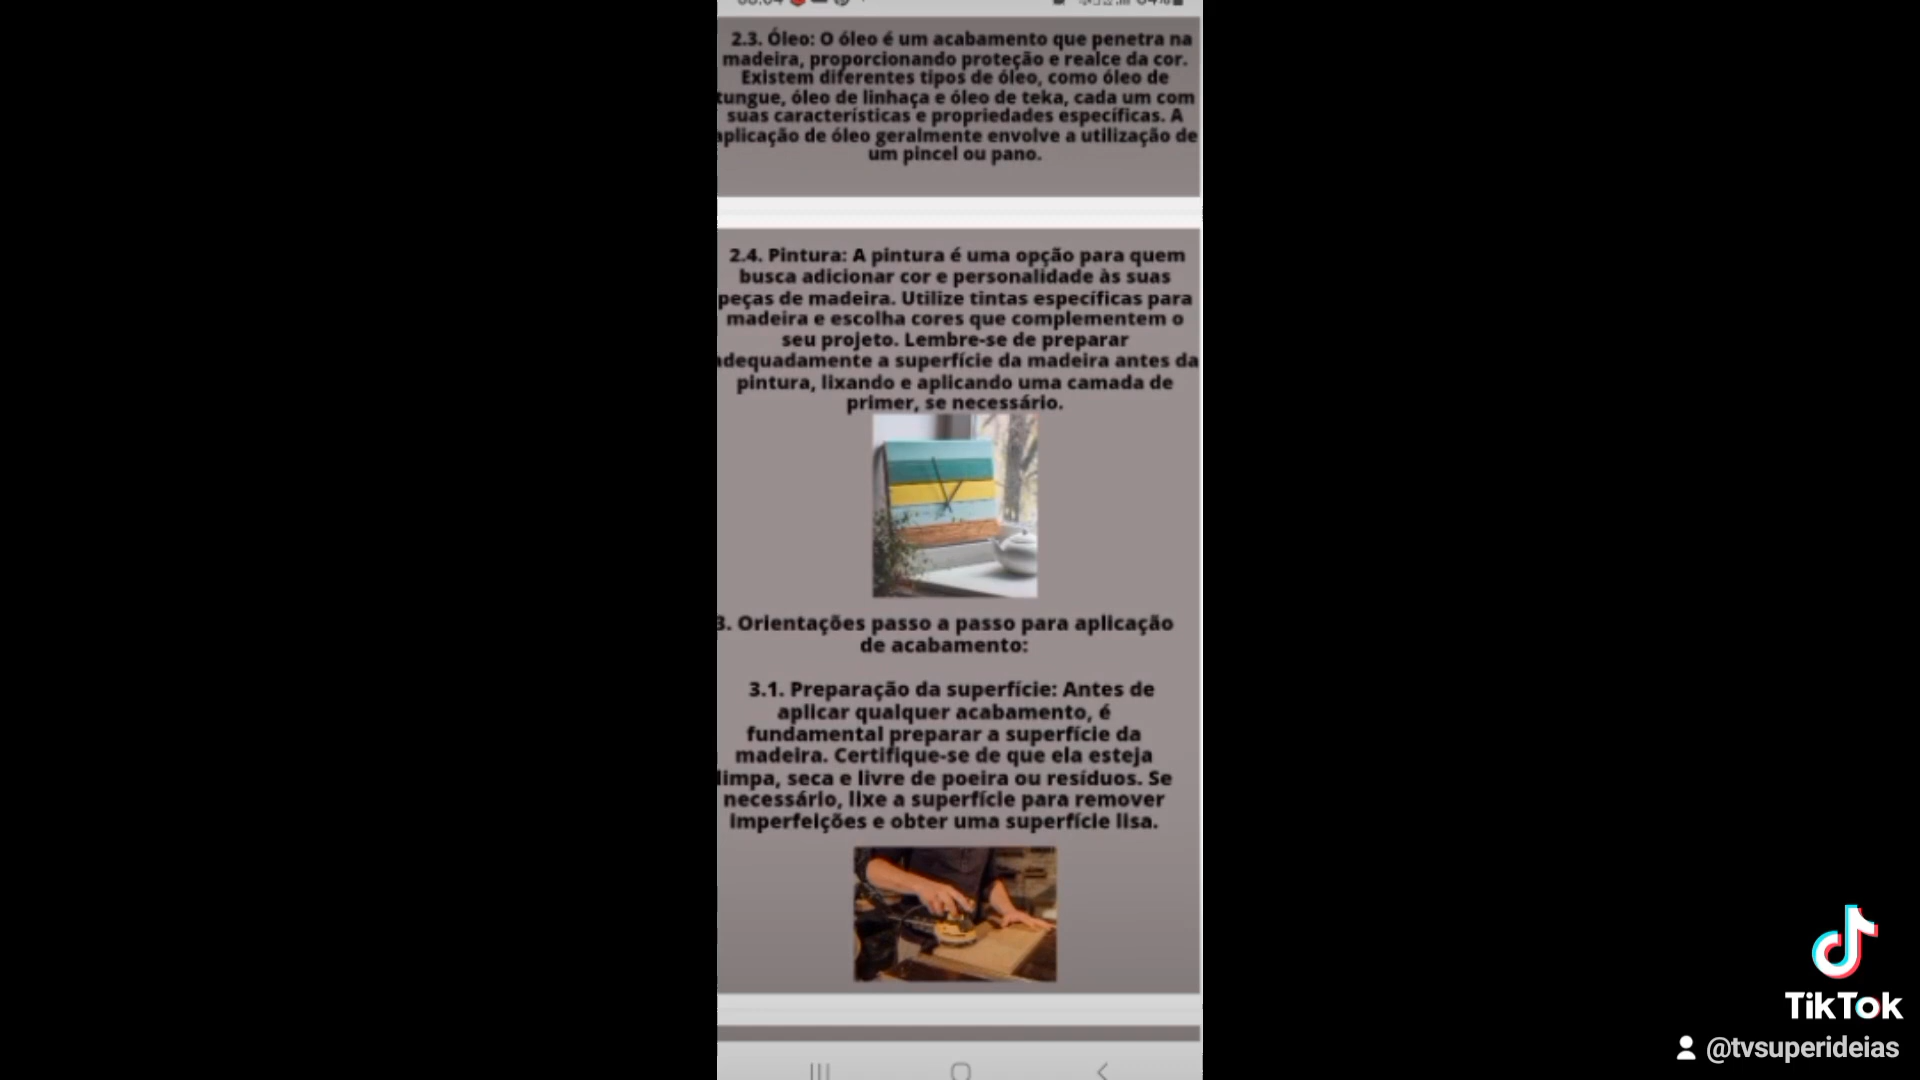 2.3. Óleo: O óleo é um acabamento que penetra na
madeira, proporcionando proteção e realce da cor.
Existem diferentes tipos de óleo, como óleo de
tungue, óleo de linhaça e óleo de teka, cada um com
suas características e propriedades específicas. A
aplicação de óleo geralmente envolve a utilização de
um pincel ou pano.
2.4. Pintura: A pintura é uma opção para quem
busca adicionar cor e personalidade às suas
peças de madeira. Utilize tintas específicas para
madeira e escolha cores que complementem o
seu projeto. Lembre-se de preparar
adequadamente a superfície da madeira antes da
pintura, lixando e aplicando uma camada de
primer, se necessário.
3. Orientações passo a passo para aplicação
de acabamento:
3.1. Preparação da superfície: Antes de
aplicar qualquer acabamento, é
fundamental preparar a superfície da
madeira. Certifique-se de que ela esteja
limpa, seca e livre de poeira ou resíduos. Se
necessário, lixe a superfície para remover
imperfeições e obter uma superfície lisa.
TikTok
@tvsuperideias